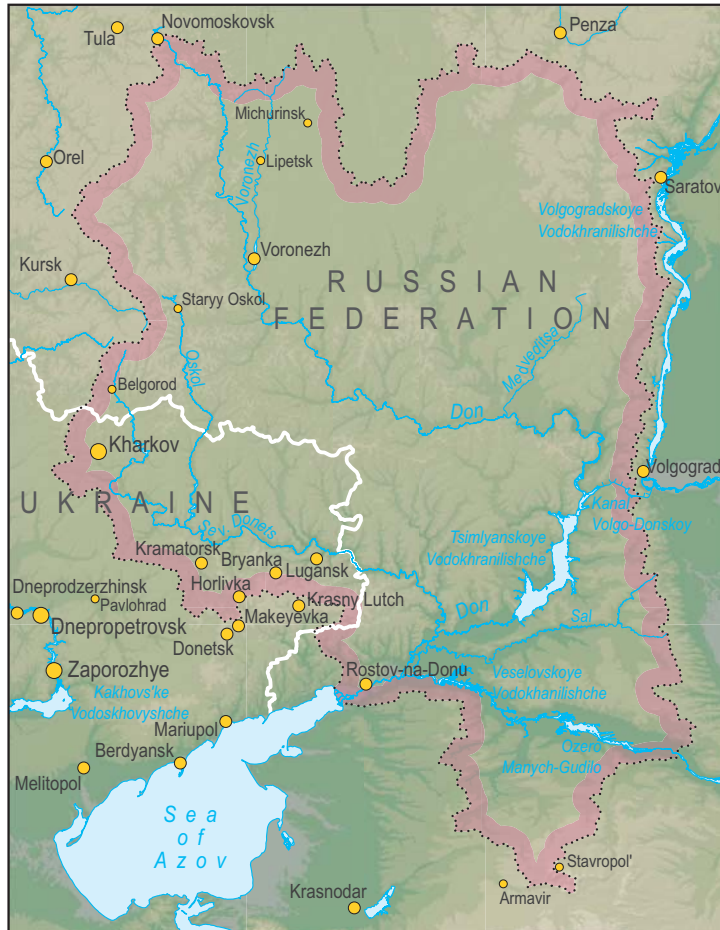 Novomoskovsk
Penza
Tula
Michurinsk
Orel
Lipetsk
Voronezh
Saratov
Volgogradskoye
Vodokhranilishche
Voronezh
Kursk
RUSSIAN
FEDERATION
Staryy Oskol
Medveditsa
Oskol
Belgorod
Don
Kharkov
Volgograd
UKRAINE
Kanal
Volgo-Donskoy
Sev. Donets
Tsimlyanskoye
Vodokhranilishche
Kramatorsk
Bryanka
Lugansk
Dneprodzerzhinsk
Horlivka
Pavlohrad
Krasny Lutch
Don
Sal
Dnepropetrovsk
Makeyevka
Donetsk
Zaporozhye
Rostov-na-Donu
Veselovskoye
Vodokhanilishche
Kakhovs'ke
Vodoskhovyshche
Mariupol
Berdyansk
Ozero
Manych-Gudilo
Melitopol
Sea
of
Azov
Stavropol'
Krasnodar
Armavir